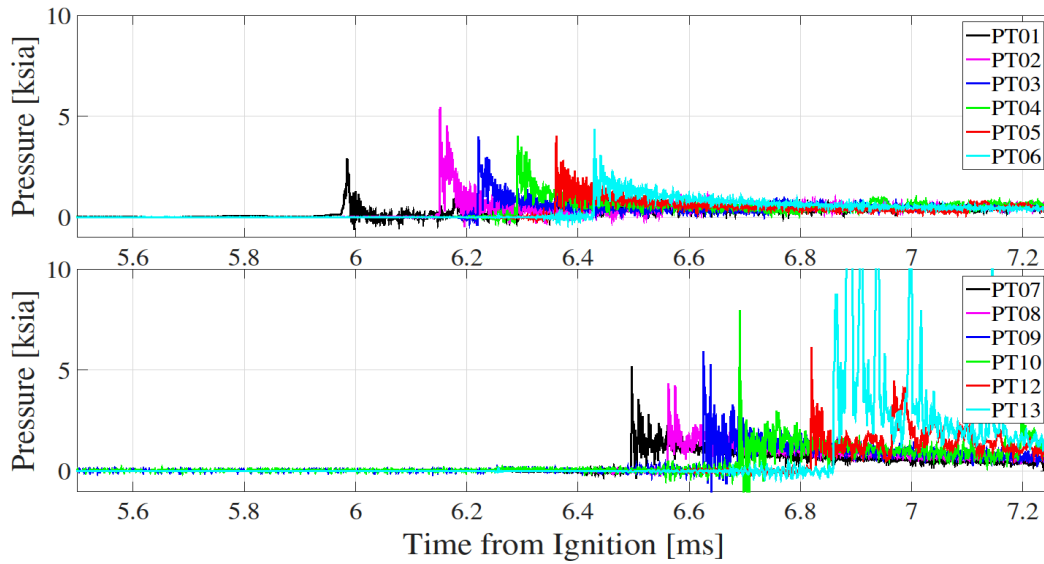 Pressure [ksia]
10
5
0
5.6 5.8 6 6.2 6.4 6.6 6.8 7 7.2
PT01
PT02
PT03
PT04
PT05
PT06
Pressure [ksia]
10
5
0
5.6 5.8 6 6.2 6.4 6.6 6.8 7 7.2
PT07
PT08
PT09
PT10
PT12
PT13
Time from Ignition [ms]